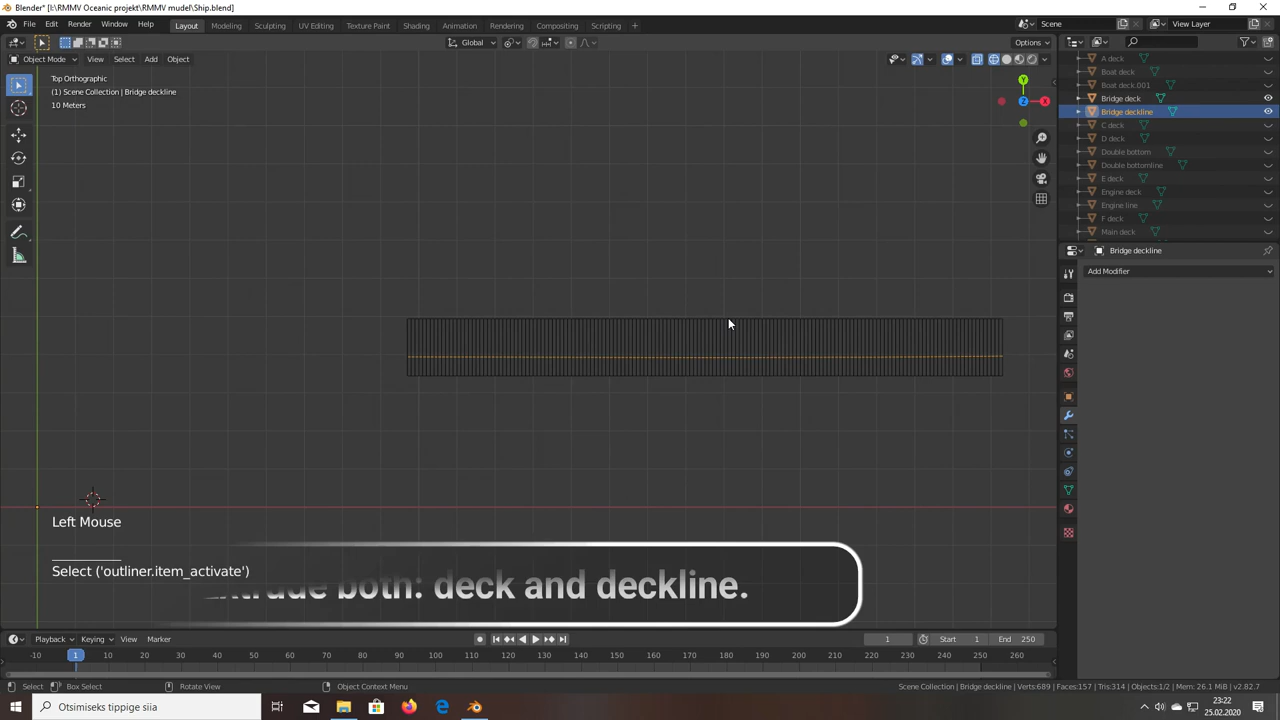 Blender* [I:\RMMV Oceanic projekt\RMMV mudel\Ship.blend]
File Edit Render Window Help Layout Modeling Sculpting UV Editing Texture Paint Shading Animation Rendering Compositing Scripting Scene View Layer
Global Options
Object Mode View Select Add Object
Top Orthographic
(1) Scene Collection | Bridge deckline
10 Meters
Y
Z X
A deck
Boat deck
Boat deck.001
Bridge deck
Bridge deckline
C deck
D deck
Double bottom
Double bottomline
E deck
Engine deck
Engine line
F deck
Main deck
Bridge deckline
Add Modifier
Left Mouse
Select ('outliner.item_activate')
both: deck and deckline.
Playback Keying View Marker 1 Start 1 End 250
-10 1 10 20 30 40 50 60 70 80 90 100 110 120 130 140 150 160 170 180 190 200 210 220 230 240 250 260
Select Box Select Rotate View Object Context Menu Scene Collection | Bridge deckline | Verts:689 | Faces:157 | Tris:314 | Objects:1/2 | Mem: 26.1 MiB | v2.82.7
Otsimiseks tippige siia
23:22
25.02.2020